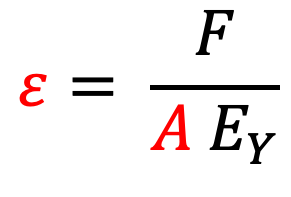 ε = F / (A E_Y)